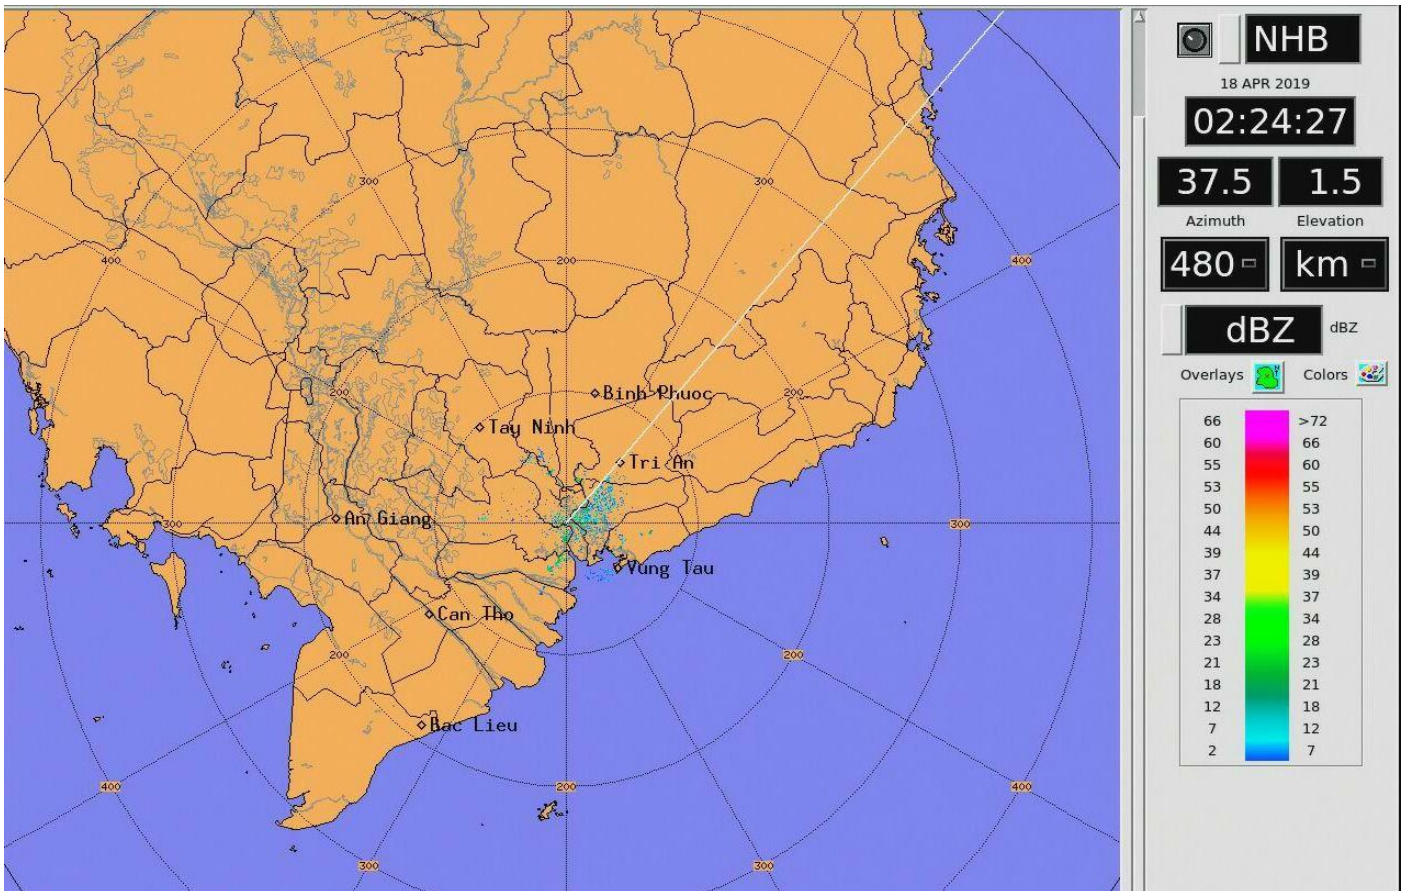 NHB
18 APR 2019
02:24:27
37.5 1.5
Azimuth Elevation
480 km
dBZ dBZ
Overlays Colors
66 >72
60 66
55 60
53 55
50 53
44 50
39 44
37 39
34 37
28 34
23 28
21 23
18 21
12 18
7 12
2 7
300
300
200
400
400
200
200
Binh Phuoc
Tay Ninh
Tri An
300
An Giang
300
Vung Tau
Can Tho
200
200
Bac Lieu
400
200
400
300
300